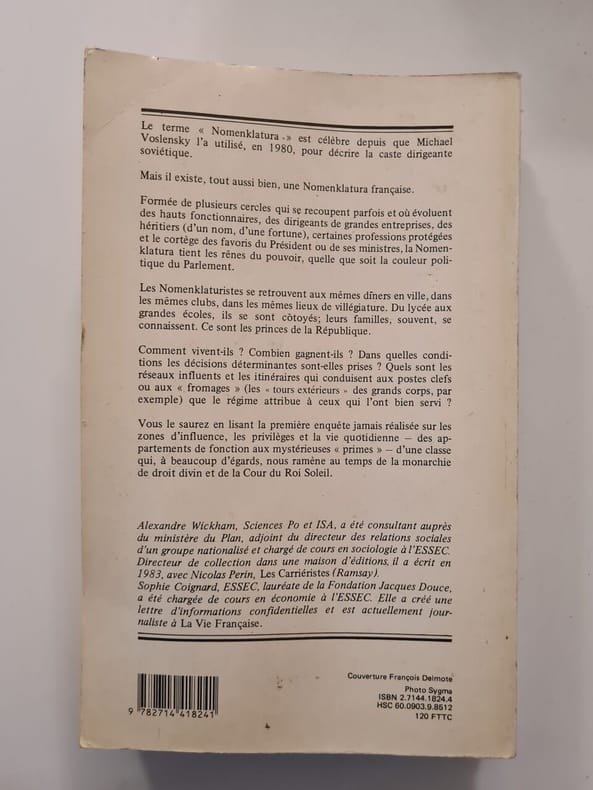 Le terme « Nomenklatura » est célèbre depuis que Michael
Voslensky l'a utilisé, en 1980, pour décrire la caste dirigeante
soviétique.
Mais il existe, tout aussi bien, une Nomenklatura française.
Formée de plusieurs cercles qui se recoupent parfois et où évoluent
des hauts fonctionnaires, des dirigeants de grandes entreprises, des
héritiers (d'un nom, d'une fortune), certaines professions protégées
et le cortège des favoris du Président ou de ses ministres, la Nomen-
klatura tient les rênes du pouvoir, quelle que soit la couleur poli-
tique du Parlement.
Les Nomenklaturistes se retrouvent aux mêmes dîners en ville, dans
les mêmes clubs, dans les mêmes lieux de villégiature. Du lycée aux
grandes écoles, ils se sont côtoyés; leurs familles, souvent, se
connaissent. Ce sont les princes de la République.
Comment vivent-ils ? Combien gagnent-ils ? Dans quelles condi-
tions les décisions déterminantes sont-elles prises ? Quels sont les
réseaux influents et les itinéraires qui conduisent aux postes clefs
ou aux « fromages » (les « tours extérieurs » des grands corps, par
exemple) que le régime attribue à ceux qui l'ont bien servi ?
Vous le saurez en lisant la première enquête jamais réalisée sur les
zones d'influence, les privilèges et la vie quotidienne — des ap-
partements de fonction aux mystérieuses « primes » — d'une classe
qui, à beaucoup d'égards, nous ramène au temps de la monarchie
de droit divin et de la Cour du Roi Soleil.
Alexandre Wickham, Sciences Po et ISA, a été consultant auprès
du ministère du Plan, adjoint du directeur des relations sociales
d'un groupe nationalisé et chargé de cours en sociologie à l'ESSEC.
Directeur de collection dans une maison d'éditions, il a écrit en
1983, avec Nicolas Perin, Les Carriéristes (Ramsay).
Sophie Coignard, ESSEC, lauréate de la Fondation Jacques Douce,
a été chargée de cours en économie à l'ESSEC. Elle a créé une
lettre d'informations confidentielles et est actuellement jour-
naliste à La Vie Française.
Couverture François Delmote
Photo Sygma
ISBN 2.7144.1824.4
HSC 60.0903.9.8612
120 FTTC
9 782714 418241